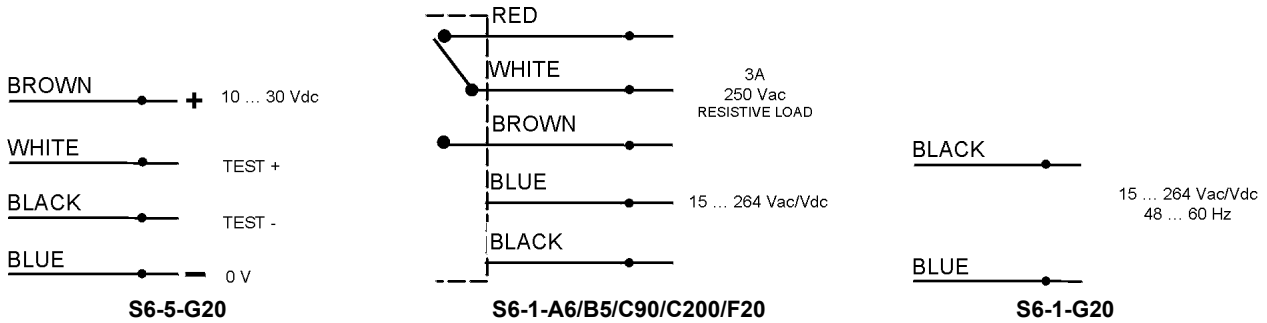 BROWN
+ 10 ... 30 Vdc
WHITE
TEST +
BLACK
TEST -
BLUE
- 0 V
S6-5-G20
RED
WHITE
3A
250 Vac
RESISTIVE LOAD
BROWN
BLUE
15 ... 264 Vac/Vdc
BLACK
S6-1-A6/B5/C90/C200/F20
BLACK
15 ... 264 Vac/Vdc
48 ... 60 Hz
BLUE
S6-1-G20